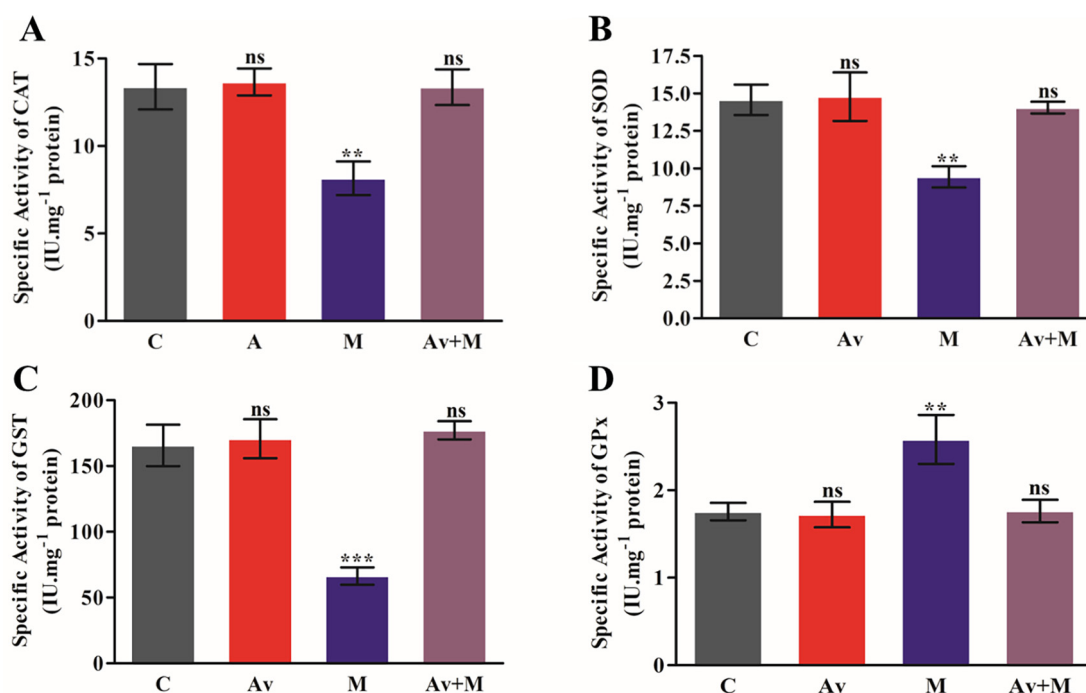 A
Specific Activity of CAT
(IU.mg⁻¹ protein)
15
10
5
0
ns
**
ns
C A M Av+M
B
Specific Activity of SOD
(IU.mg⁻¹ protein)
17.5
15.0
12.5
10.0
7.5
5.0
2.5
0.0
ns
**
ns
C Av M Av+M
C
Specific Activity of GST
(IU.mg⁻¹ protein)
200
150
100
50
0
ns
***
ns
C Av M Av+M
D
Specific Activity of GPx
(IU.mg⁻¹ protein)
3
2
1
0
ns
**
ns
C Av M Av+M